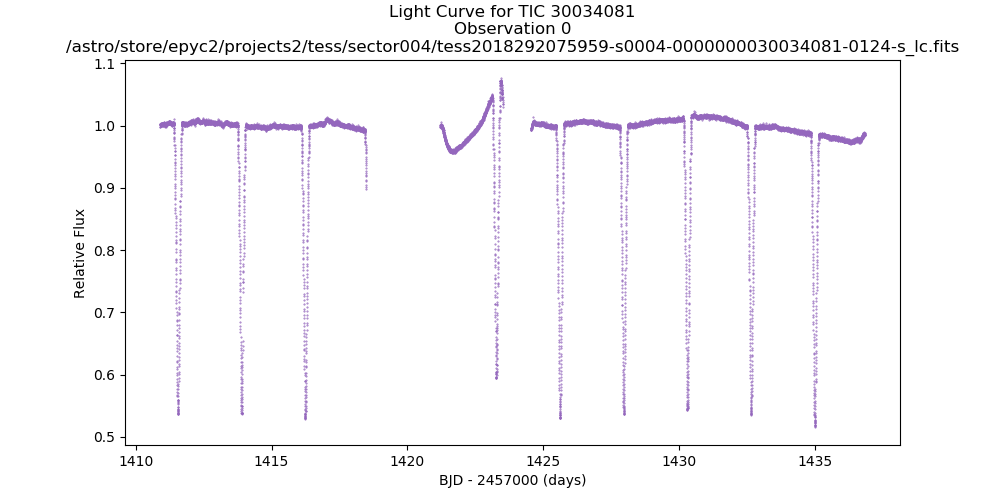 Light Curve for TIC 30034081
Observation 0
/astro/store/epyc2/projects2/tess/sector004/tess2018292075959-s0004-0000000030034081-0124-s_lc.fits
1.1
1.0
0.9
0.8
0.7
0.6
0.5
Relative Flux
1410
1415
1420
1425
1430
1435
BJD - 2457000 (days)